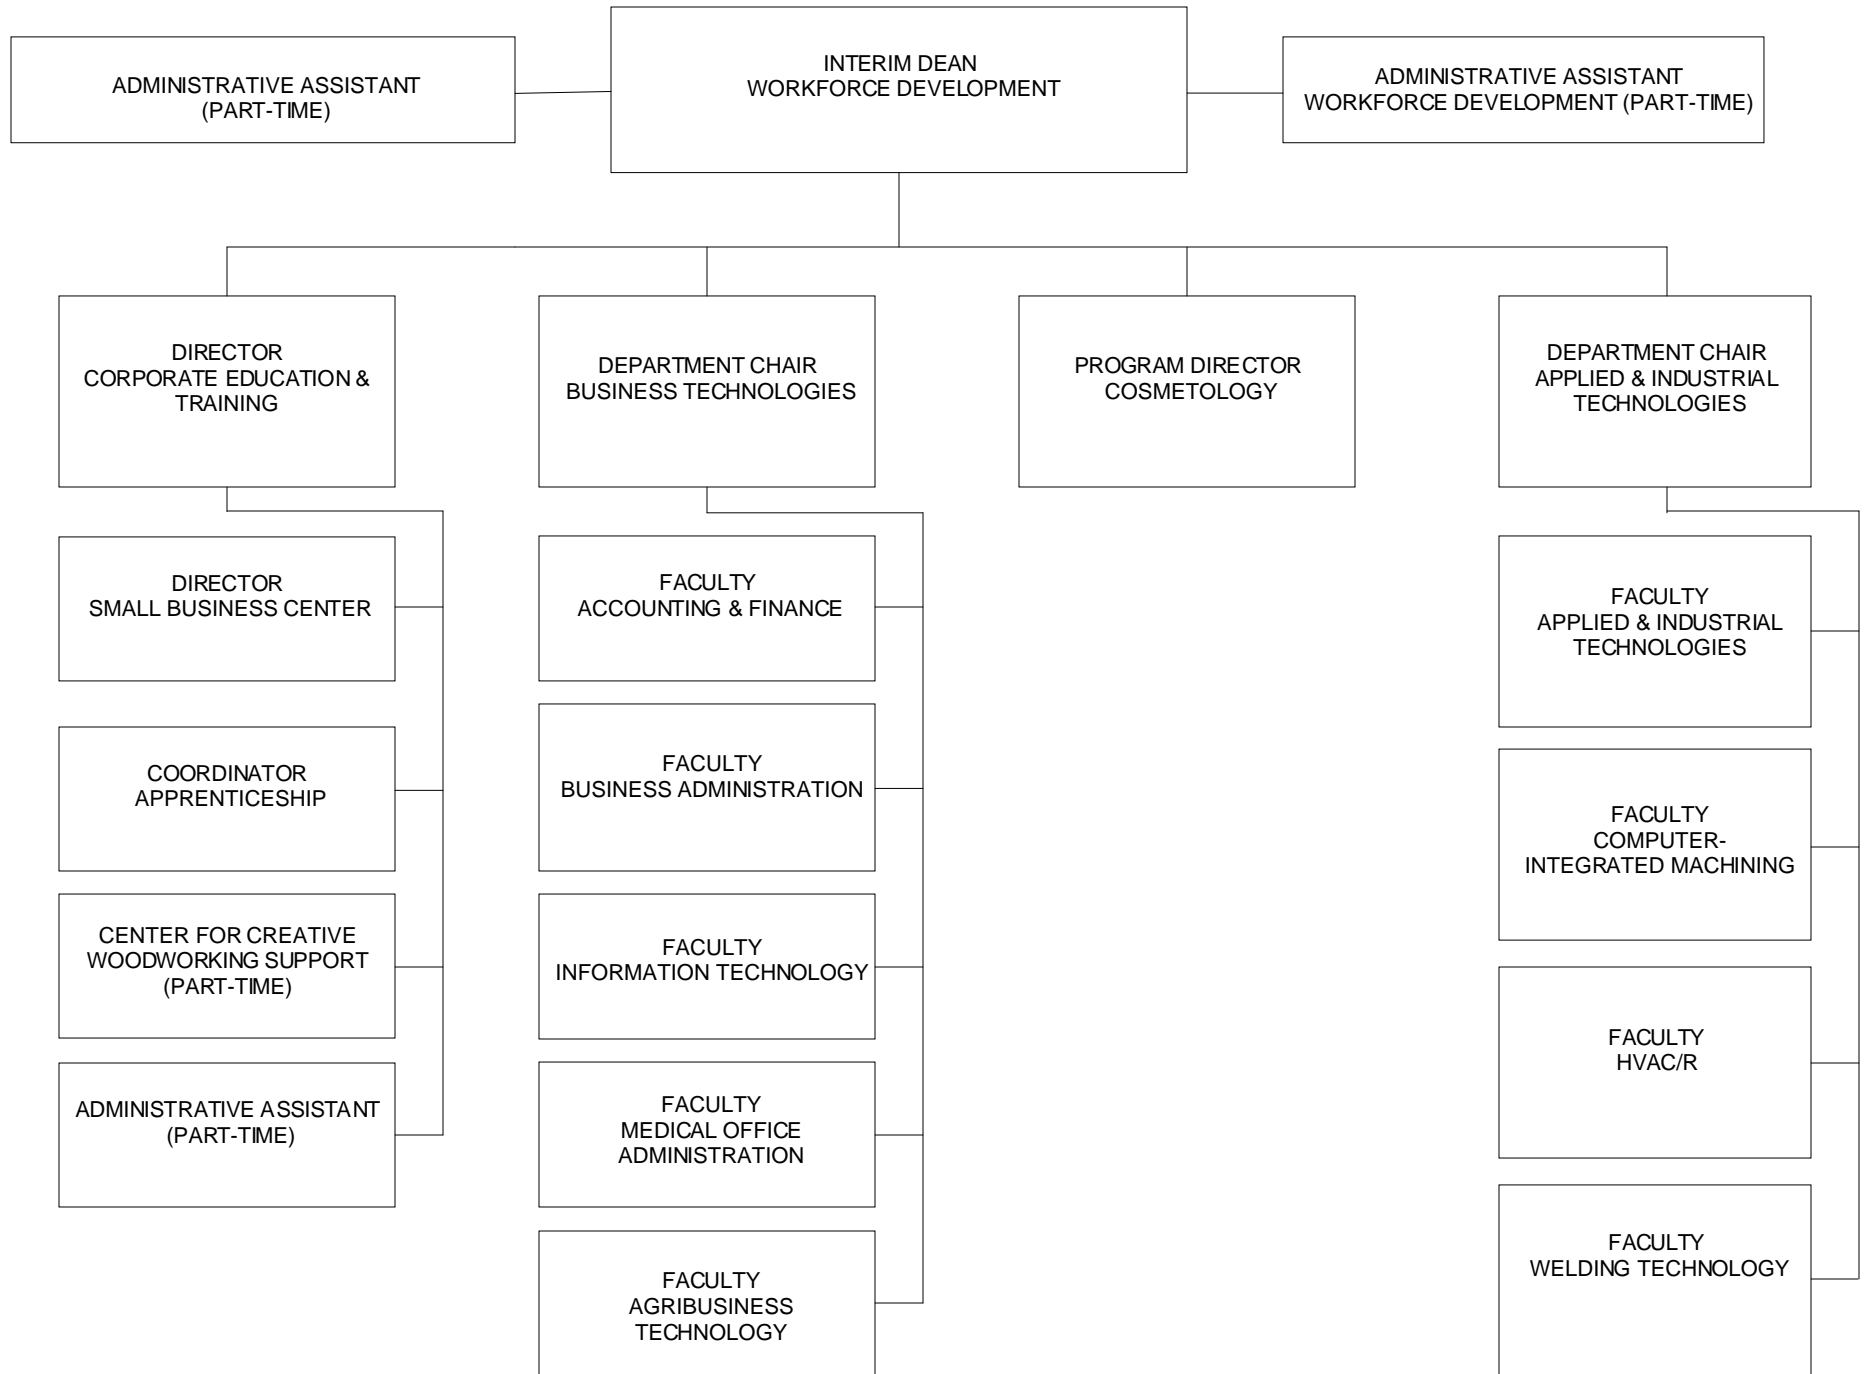 ADMINISTRATIVE ASSISTANT
(PART-TIME)
INTERIM DEAN
WORKFORCE DEVELOPMENT
ADMINISTRATIVE ASSISTANT
WORKFORCE DEVELOPMENT (PART-TIME)
DIRECTOR
CORPORATE EDUCATION &
TRAINING
DEPARTMENT CHAIR
BUSINESS TECHNOLOGIES
PROGRAM DIRECTOR
COSMETOLOGY
DEPARTMENT CHAIR
APPLIED & INDUSTRIAL
TECHNOLOGIES
DIRECTOR
SMALL BUSINESS CENTER
COORDINATOR
APPRENTICESHIP
CENTER FOR CREATIVE
WOODWORKING SUPPORT
(PART-TIME)
ADMINISTRATIVE ASSISTANT
(PART-TIME)
FACULTY
ACCOUNTING & FINANCE
FACULTY
BUSINESS ADMINISTRATION
FACULTY
INFORMATION TECHNOLOGY
FACULTY
MEDICAL OFFICE
ADMINISTRATION
FACULTY
AGRIBUSINESS
TECHNOLOGY
FACULTY
APPLIED & INDUSTRIAL
TECHNOLOGIES
FACULTY
COMPUTER-
INTEGRATED MACHINING
FACULTY
HVAC/R
FACULTY
WELDING TECHNOLOGY